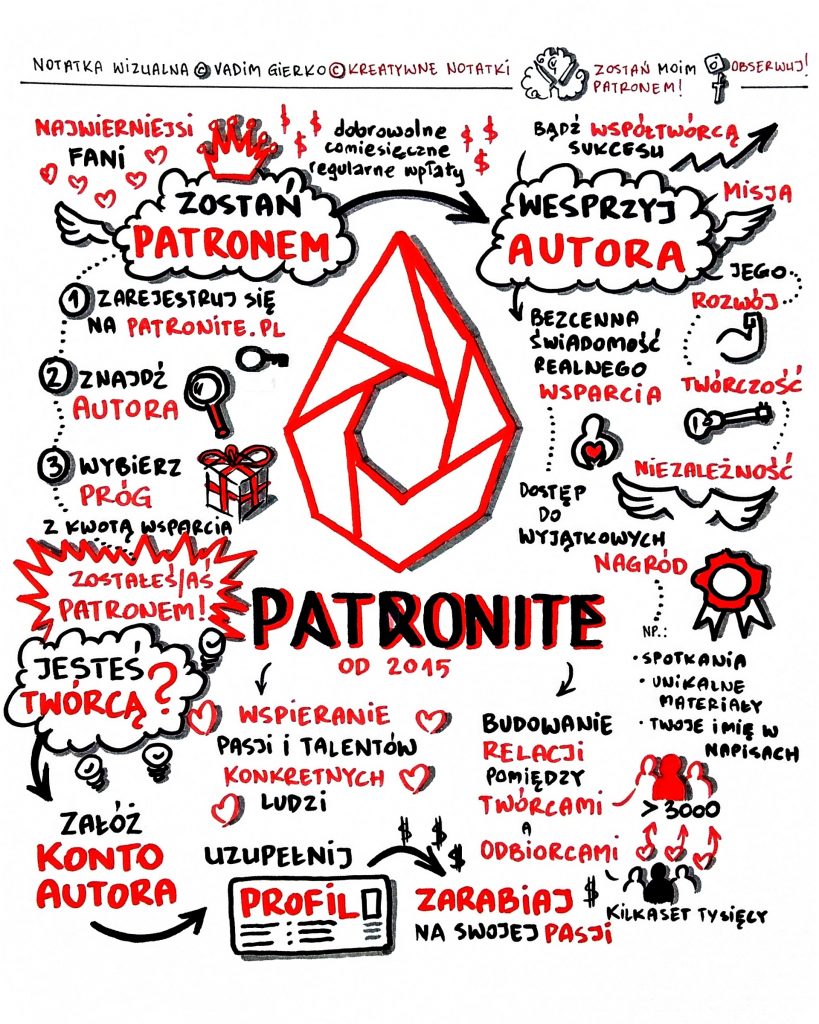 NOTATKA WIZUALNA © VADIM GIERKO © KREATYWNE NOTATKI
ZOSTAŃ MOIM
PATRONEM!
OBSERWUJ!
NAJWIERNIEJSI
FANI
dobrowolne
comiesięczne
regularne wpłaty
BĄDŹ WSPÓŁTWÓRCĄ
SUKCESU
ZOSTAŃ
PATRONEM
WESPRZYJ
AUTORA
MISJA
JEGO
ROZWÓJ
TWÓRCZOŚĆ
NIEZALEŻNOŚĆ
1 ZAREJESTRUJ SIĘ
NA PATRONITE.PL
2 ZNAJDŹ
AUTORA
3 WYBIERZ
PRÓG
Z KWOTĄ WSPARCIA
ZOSTAŁEŚ/AŚ
PATRONEM!
BEZCENNA
ŚWIADOMOŚĆ
REALNEGO
WSPARCIA
DOSTĘP
DO
WYJĄTKOWYCH
NAGRÓD
NP.:
· SPOTKANIA
· UNIKALNE
MATERIAŁY
· TWOJE IMIĘ W
NAPISACH
PATRONITE
OD 2015
WSPIERANIE
PASJI I TALENTÓW
KONKRETNYCH
LUDZI
BUDOWANIE
RELACJI
POMIĘDZY
TWÓRCAMI
A
ODBIORCAMI
> 3000
KILKASET TYSIĘCY
JESTEŚ
TWÓRCĄ?
ZAŁÓŻ
KONTO
AUTORA
UZUPEŁNIJ
PROFIL
ZARABIAJ
NA SWOJEJ PASJI